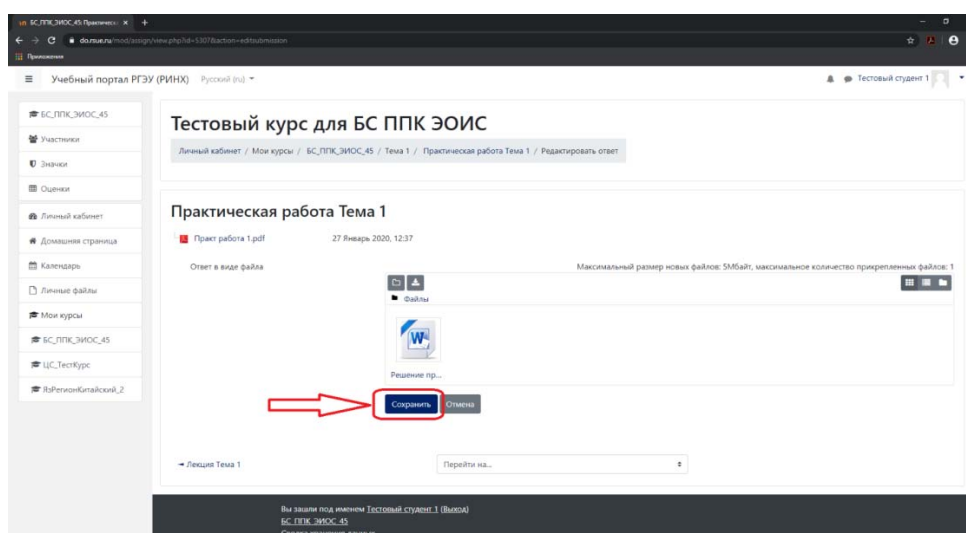 БС_ППК_ЭИОС_45: Практическ
do.rsue.ru/mod/assign/view.php?id=5307&action=editsubmission
Приложения
Учебный портал РГЭУ (РИНХ) Русский (ru)
Тестовый студент 1
БС_ППК_ЭИОС_45
Участники
Значки
Оценки
Личный кабинет
Домашняя страница
Календарь
Личные файлы
Мои курсы
БС_ППК_ЭИОС_45
ЦС_ТестКурс
ЯзРегионКитайский_2
Тестовый курс для БС ППК ЭОИС
Личный кабинет / Мои курсы / БС_ППК_ЭИОС_45 / Тема 1 / Практическая работа Тема 1 / Редактировать ответ
Практическая работа Тема 1
Практ работа 1.pdf 27 Январь 2020, 12:37
Ответ в виде файла
Максимальный размер новых файлов: 5Мбайт, максимальное количество прикрепленных файлов: 1
Файлы
Решение пр...
Сохранить Отмена
Лекция Тема 1
Перейти на...
Вы зашли под именем Тестовый студент 1 (Выход)
БС_ППК_ЭИОС_45